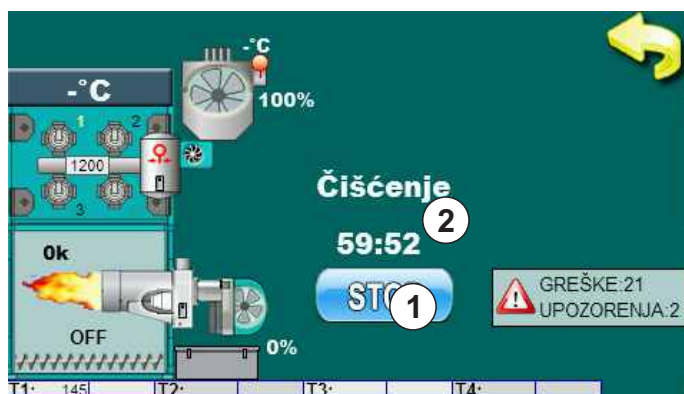 -°C
-°C
100%
1
2
1200
3
Čišćenje
2
59:52
0k
1
GREŠKE:21
UPOZORENJA:2
OFF
0%
T1: 145 T2: T3: T4: